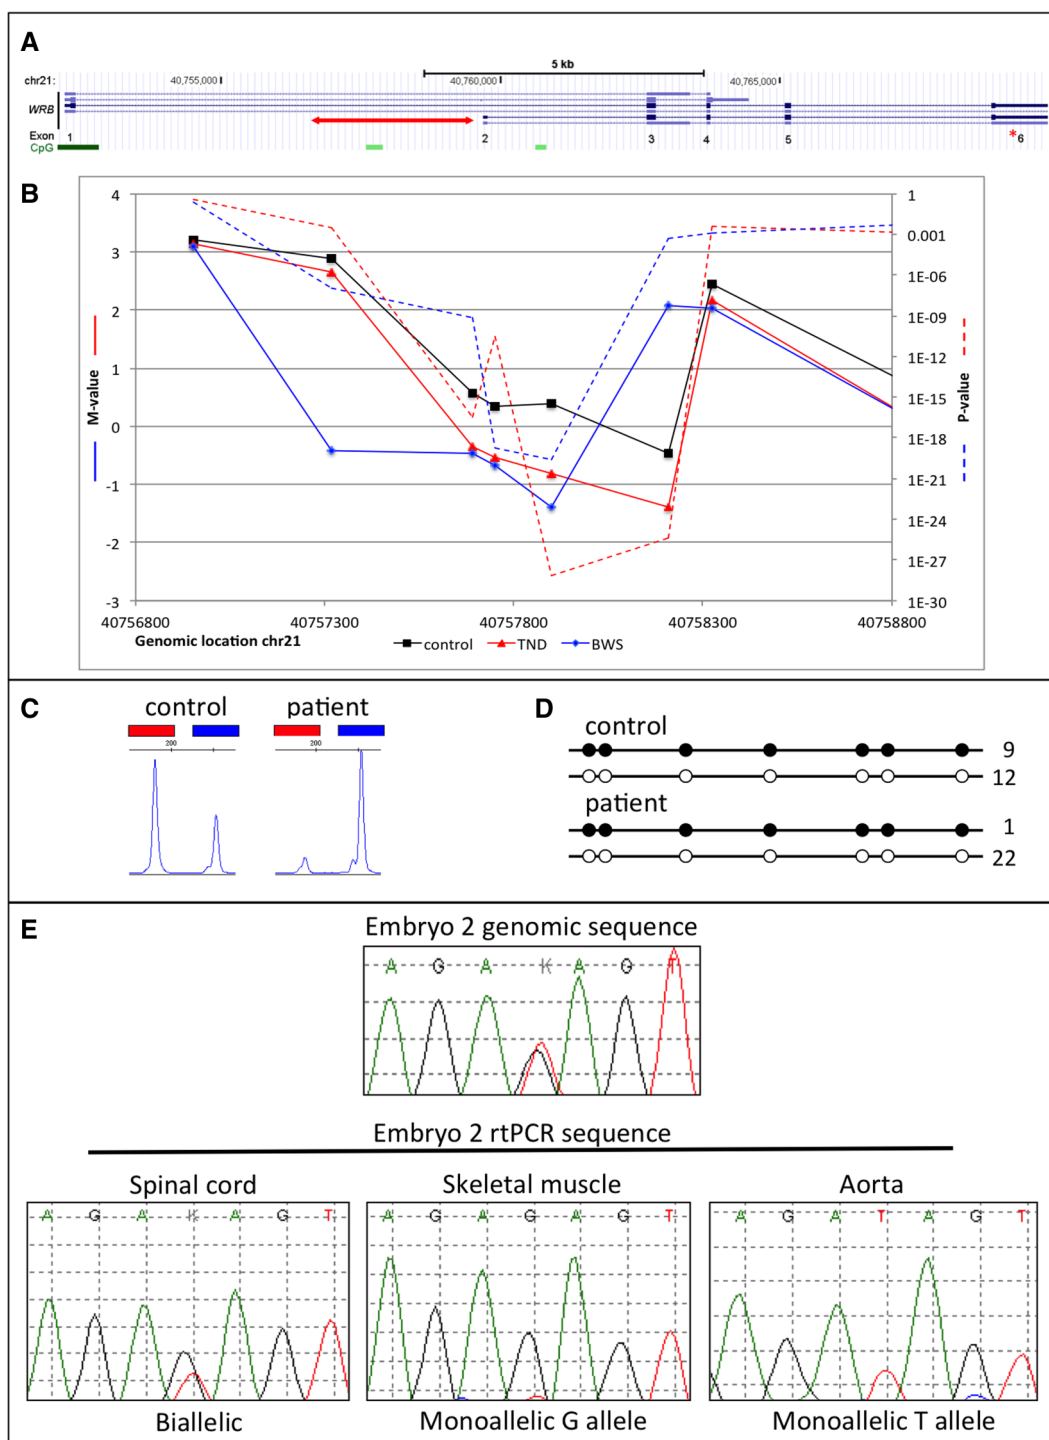 A
5 kb
chr21: 40,755,000 40,760,000 40,765,000
WRB
Exon 1 2 3 4 5 * 6
CpG
B
4 1
3 0.001
2 1E-06
1 1E-09
0 1E-12
-1 1E-15
-2 1E-18
-3 1E-21
1E-24
1E-27
1E-30
M-value
P-value
40756800 40757300 40757800 40758300 40758800
Genomic location chr21
control TND BWS
C
control patient
200 200
D
control
9
12
patient
1
22
E
Embryo 2 genomic sequence
A G A K A G T
Embryo 2 rtPCR sequence
Spinal cord Skeletal muscle Aorta
A G A K A G T A G A G A G T A G A T A G T
Biallelic Monoallelic G allele Monoallelic T allele